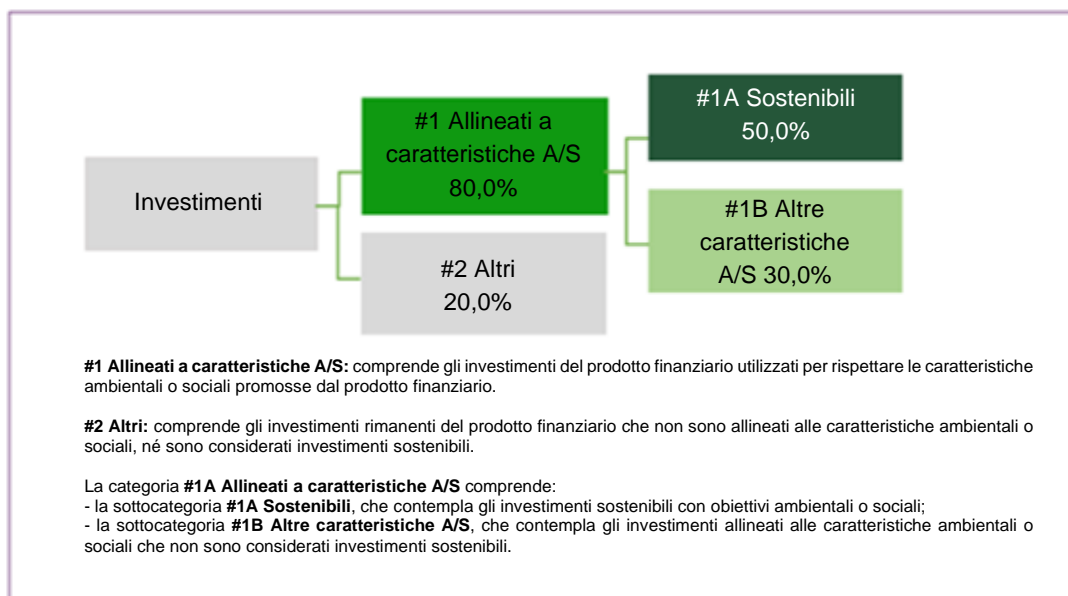 Investimenti
#1 Allineati a
caratteristiche A/S
80,0%
#2 Altri
20,0%
#1A Sostenibili
50,0%
#1B Altre
caratteristiche
A/S 30,0%
#1 Allineati a caratteristiche A/S: comprende gli investimenti del prodotto finanziario utilizzati per rispettare le caratteristiche
ambientali o sociali promosse dal prodotto finanziario.
#2 Altri: comprende gli investimenti rimanenti del prodotto finanziario che non sono allineati alle caratteristiche ambientali o
sociali, né sono considerati investimenti sostenibili.
La categoria #1A Allineati a caratteristiche A/S comprende:
- la sottocategoria #1A Sostenibili, che contempla gli investimenti sostenibili con obiettivi ambientali o sociali;
- la sottocategoria #1B Altre caratteristiche A/S, che contempla gli investimenti allineati alle caratteristiche ambientali o
sociali che non sono considerati investimenti sostenibili.